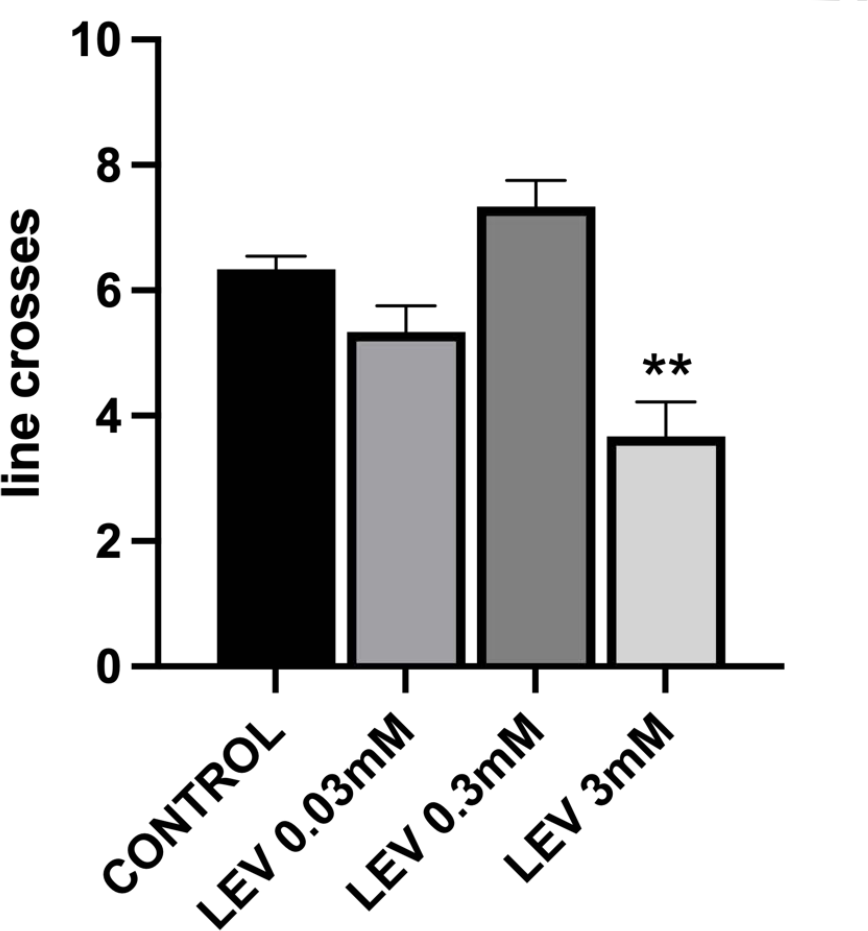 10
8
6
4
2
0
line crosses
**
CONTROL
LEV 0.03mM
LEV 0.3mM
LEV 3mM